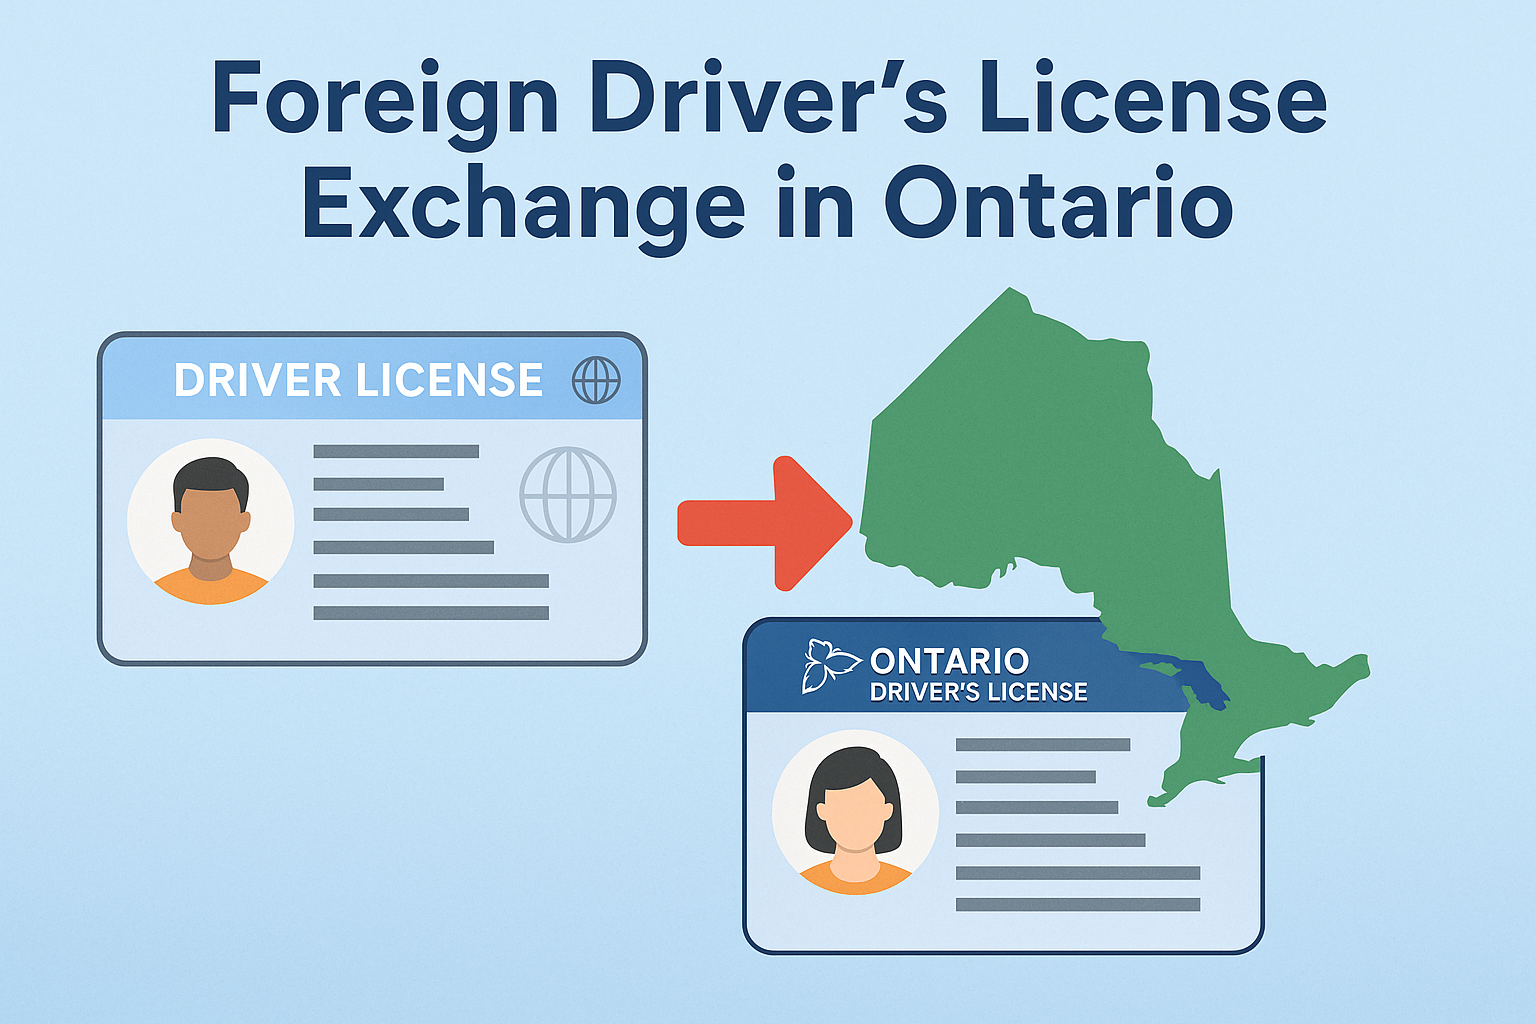 Foreign Driver’s License
Exchange in Ontario
DRIVER LICENSE
ONTARIO
DRIVER'S LICENSE